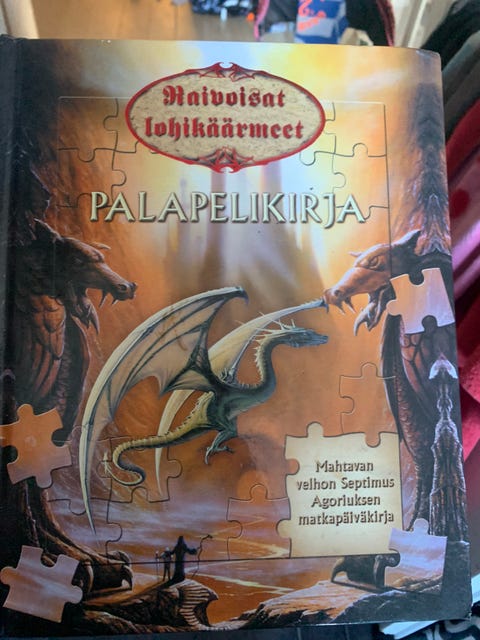 Raivoisat
lohikäärmeet
PALAPELIKIRJA
Mahtavan
velhon Septimus
Agoriuksen
matkapäiväkirja